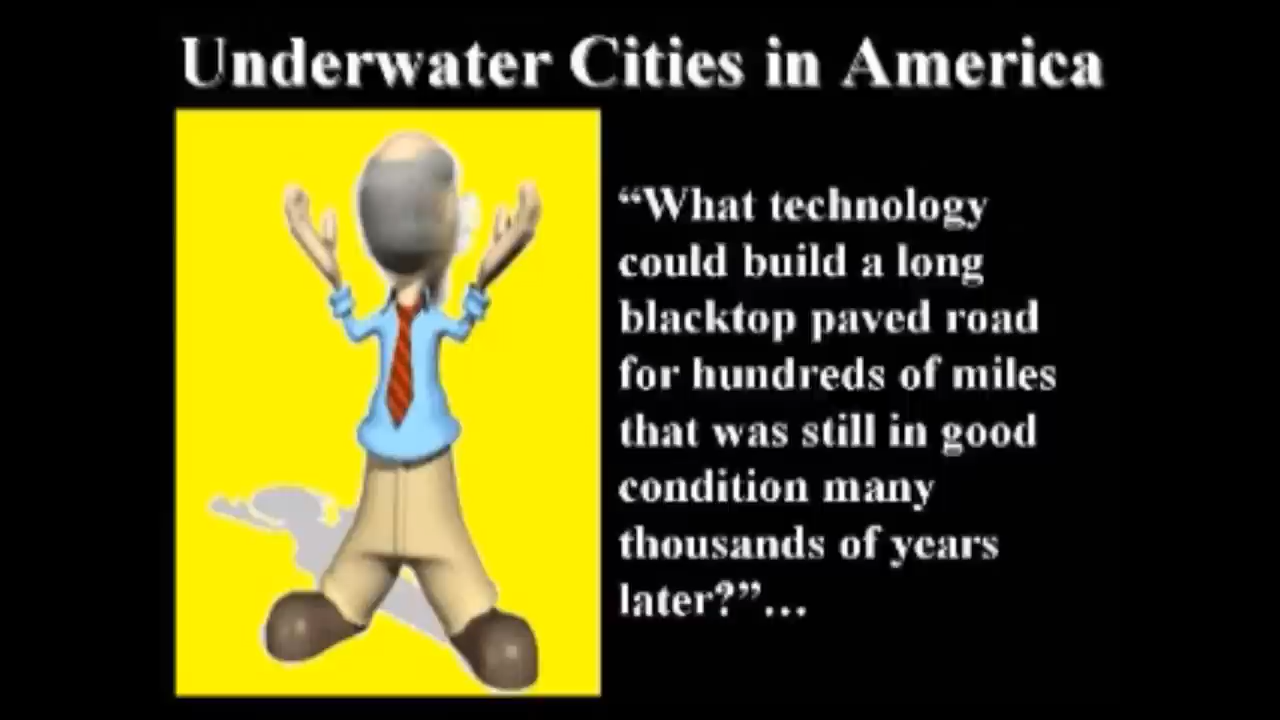 Underwater Cities in America
“What technology
could build a long
blacktop paved road
for hundreds of miles
that was still in good
condition many
thousands of years
later?”…